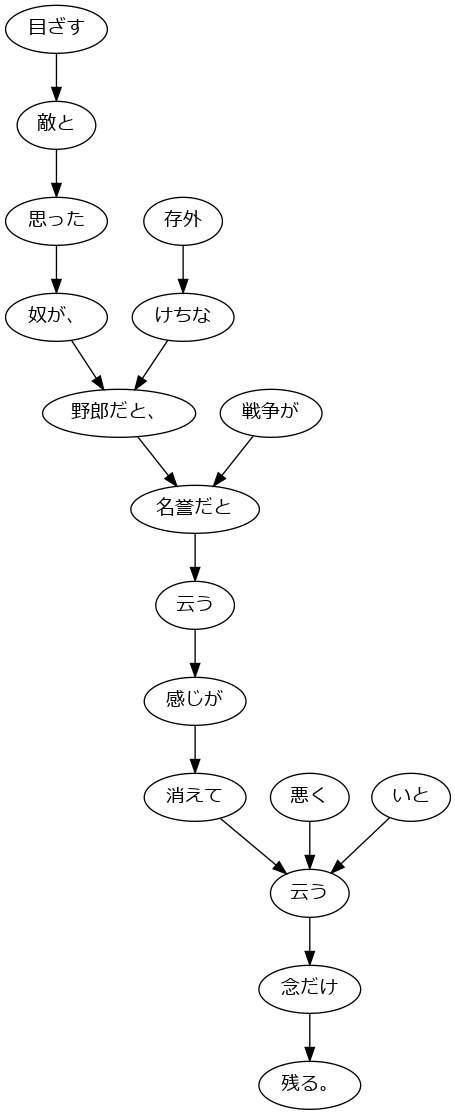 目ざす
敵と
思った
存外
奴が、
けちな
野郎だと、
戦争が
名誉だと
云う
感じが
消えて
悪く
いと
云う
念だけ
残る。